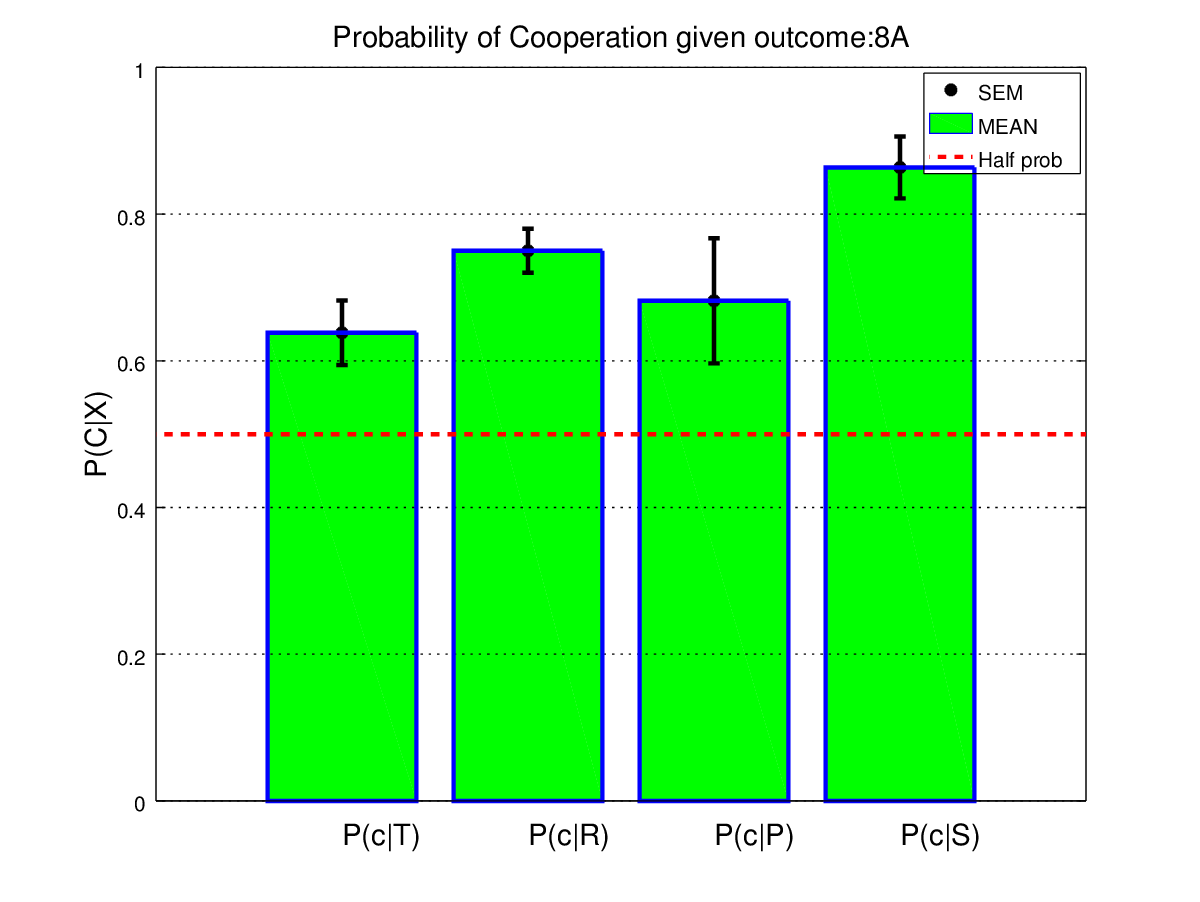 Probability of Cooperation given outcome:8A
1
0.8
0.6
0.4
0.2
0
P(C|X)
SEM
MEAN
Half prob
P(c|T)
P(c|R)
P(c|P)
P(c|S)